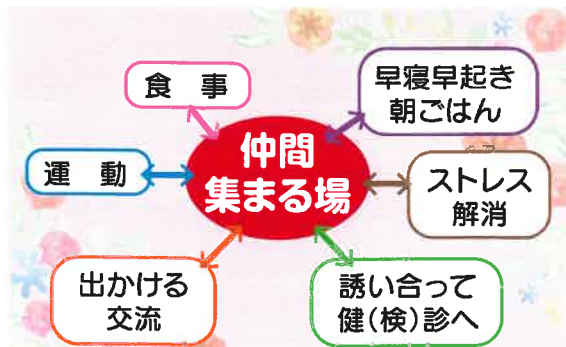 食　事
早寝早起き
朝ごはん
仲間
集まる場
運　動
ストレス
解消
出かける
交流
誘い合って
健（検）診へ